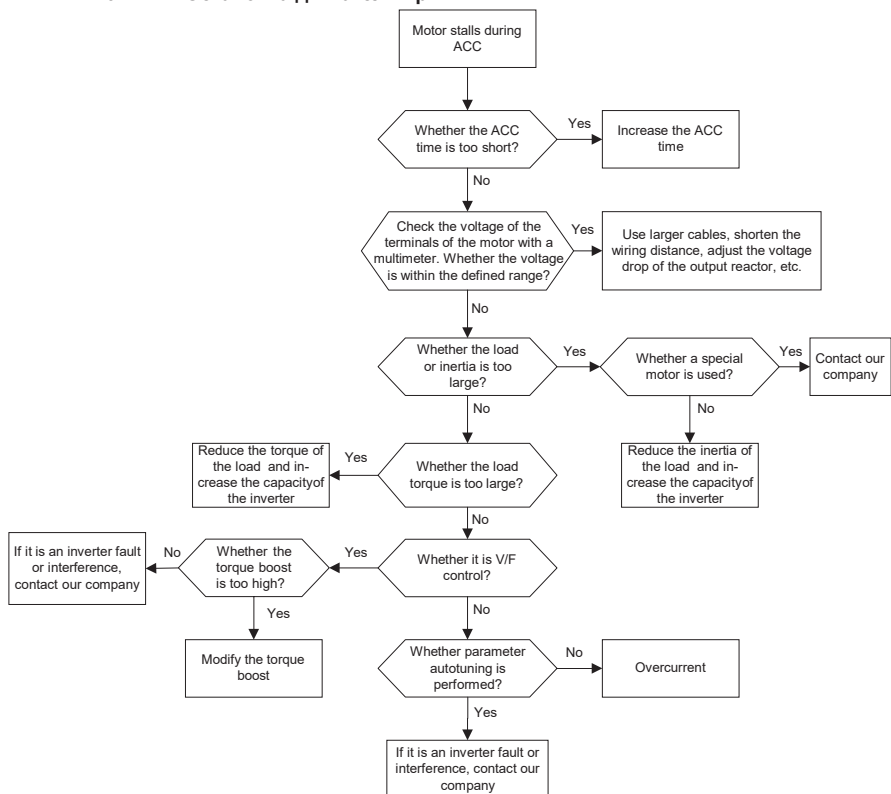 Motor stalls during
ACC
Whether the ACC
time is too short?
Yes
Increase the ACC
time
No
Check the voltage of the
terminals of the motor with a
multimeter. Whether the voltage
is within the defined range?
Yes
Use larger cables, shorten the
wiring distance, adjust the voltage
drop of the output reactor, etc.
No
Whether the load
or inertia is too
large?
Yes
Whether a special
motor is used?
Yes
Contact our
company
No
No
Reduce the inertia of
the load and in-
crease the capacityof
the inverter
Whether the load
torque is too large?
Yes
Reduce the torque of
the load and in-
crease the capacityof
the inverter
No
Whether it is V/F
control?
Yes
Whether the
torque boost
is too high?
No
If it is an inverter fault
or interference,
contact our company
Yes
Modify the torque
boost
No
Whether parameter
autotuning is
performed?
No
Overcurrent
Yes
If it is an inverter fault or
interference, contact our
company